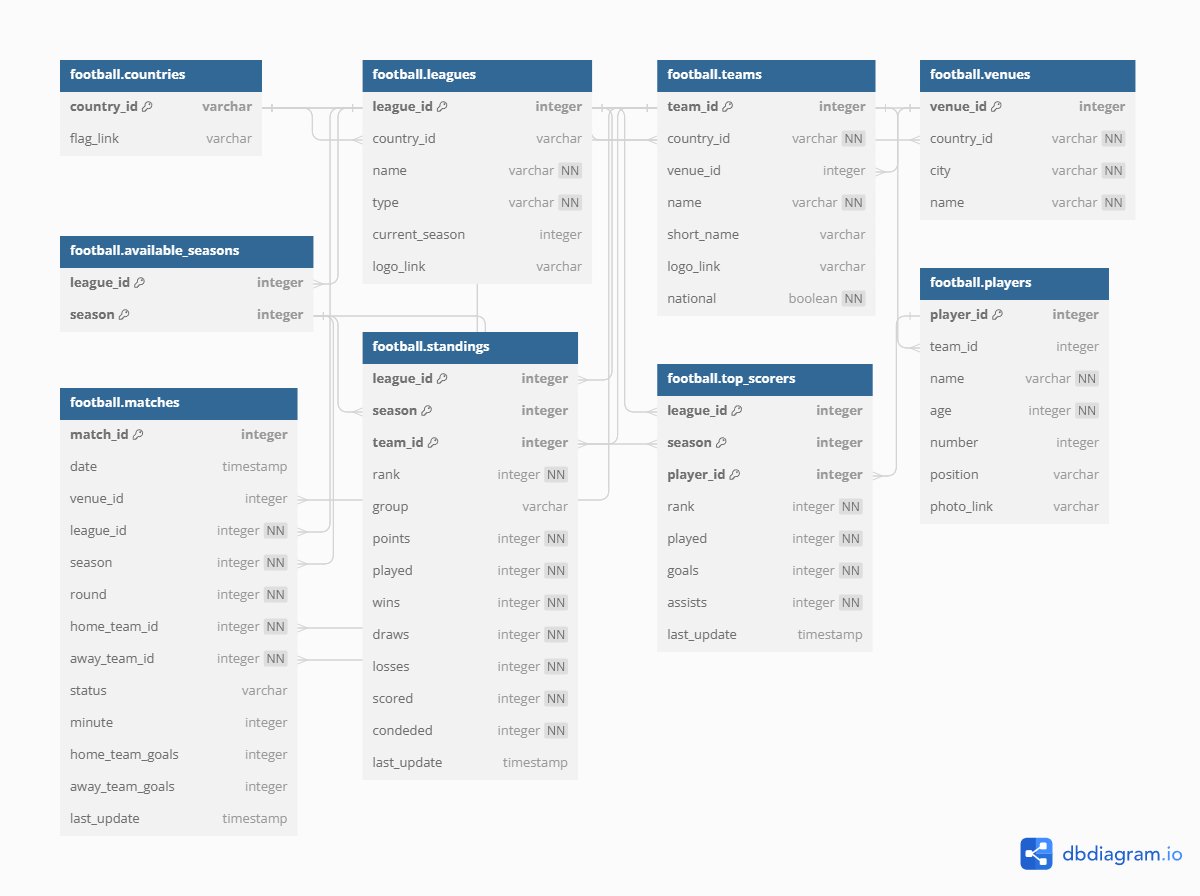 football.countries
country_id varchar
flag_link varchar
football.leagues
league_id integer
country_id varchar
name varchar NN
type varchar NN
current_season integer
logo_link varchar
football.teams
team_id integer
country_id varchar NN
venue_id integer
name varchar NN
short_name varchar
logo_link varchar
national boolean NN
football.venues
venue_id integer
country_id varchar NN
city varchar NN
name varchar NN
football.available_seasons
league_id integer
season integer
football.standings
league_id integer
season integer
team_id integer
rank integer NN
group varchar
points integer NN
played integer NN
wins integer NN
draws integer NN
losses integer NN
scored integer NN
condeded integer NN
last_update timestamp
football.top_scorers
league_id integer
season integer
player_id integer
rank integer NN
played integer NN
goals integer NN
assists integer NN
last_update timestamp
football.players
player_id integer
team_id integer
name varchar NN
age integer NN
number integer
position varchar
photo_link varchar
football.matches
match_id integer
date timestamp
venue_id integer
league_id integer NN
season integer NN
round integer NN
home_team_id integer NN
away_team_id integer NN
status varchar
minute integer
home_team_goals integer
away_team_goals integer
last_update timestamp
dbdiagram.io